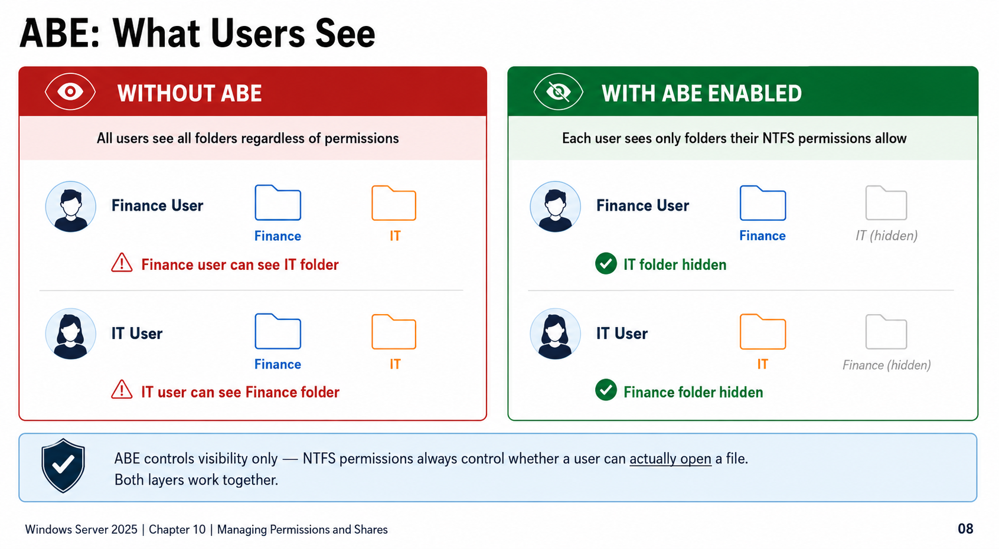 ABE: What Users See
WITHOUT ABE
All users see all folders regardless of permissions
Finance User
Finance
IT
Finance user can see IT folder
IT User
Finance
IT
IT user can see Finance folder
WITH ABE ENABLED
Each user sees only folders their NTFS permissions allow
Finance User
Finance
IT (hidden)
IT folder hidden
IT User
IT
Finance (hidden)
Finance folder hidden
ABE controls visibility only — NTFS permissions always control whether a user can actually open a file.
Both layers work together.
Windows Server 2025 | Chapter 10 | Managing Permissions and Shares
08